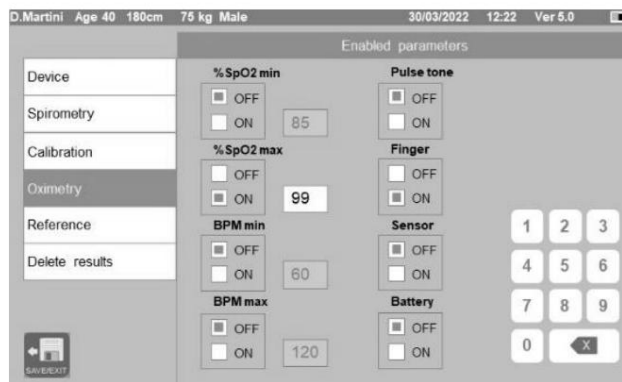 D.Martini Age 40 180cm 75 kg Male 30/03/2022 12:22 Ver 5.0
Enabled parameters
Device
Spirometry
Calibration
Oximetry
Reference
Delete results
SAVE/EXIT
%SpO2 min
OFF
ON 85
%SpO2 max
OFF
ON 99
BPM min
OFF
ON 60
BPM max
OFF
ON 120
Pulse tone
OFF
ON
Finger
OFF
ON
Sensor
OFF
ON
Battery
OFF
ON
1 2 3
4 5 6
7 8 9
0 X